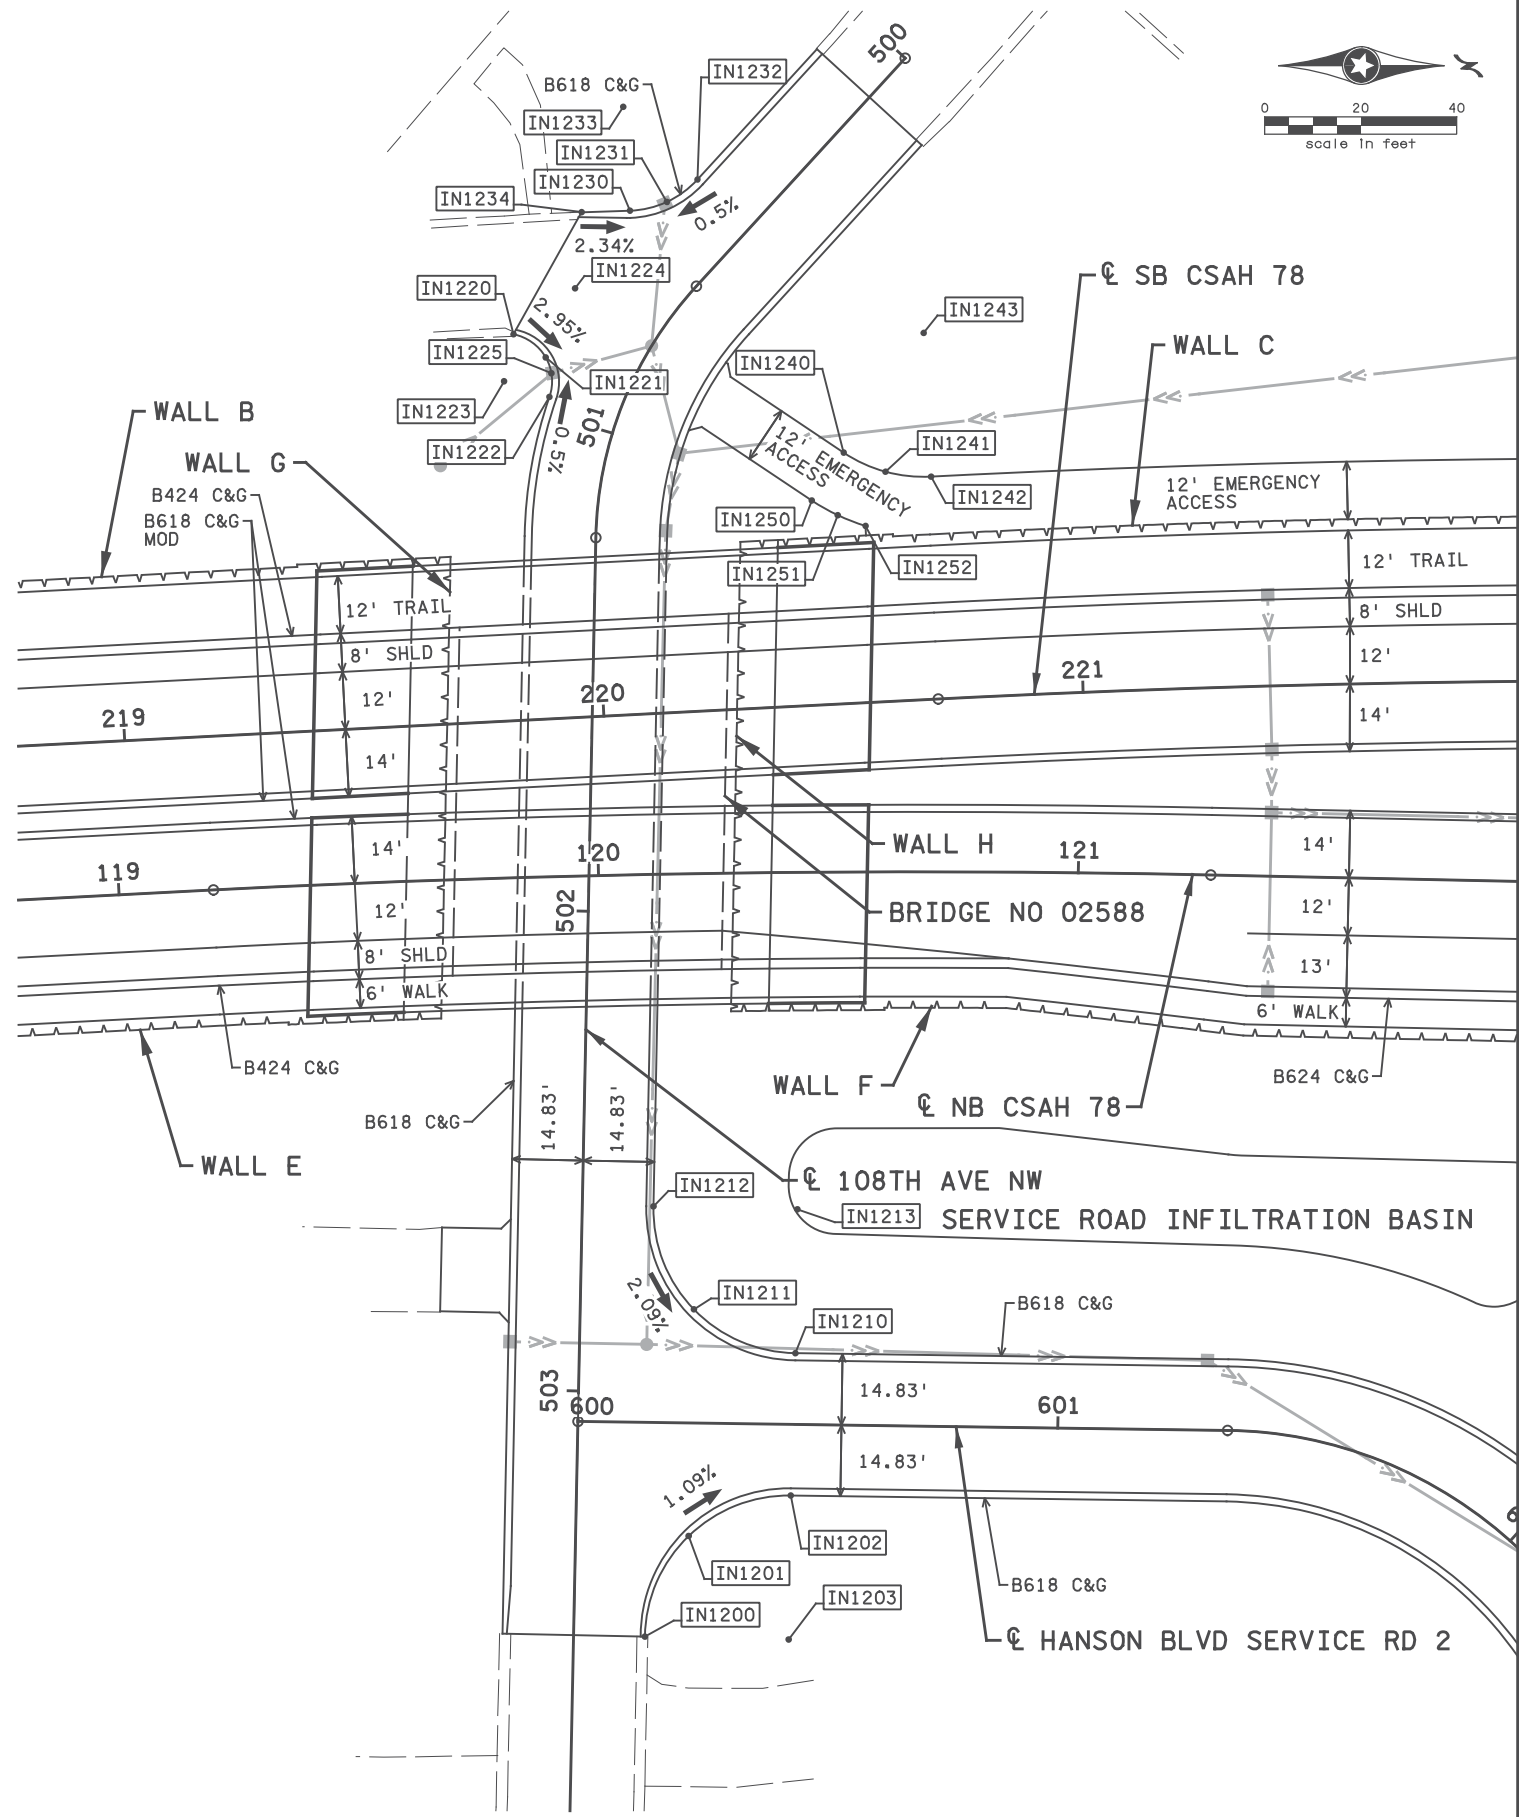 500
IN1232
B618 C&G
IN1233
0 20 40
scale in feet
IN1231
IN1230
IN1234
0.5%
2.34%
IN1224
℄ SB CSAH 78
IN1220
2.95%
IN1243
IN1225
WALL C
IN1240
IN1221
WALL B
IN1223
501
12' EMERGENCY
ACCESS
IN1241
IN1222
0.5%
WALL G
12' EMERGENCY
ACCESS
B424 C&G
IN1242
B618 C&G
MOD
IN1250
IN1251
IN1252
12' TRAIL
12' TRAIL
8' SHLD
8' SHLD
12'
12'
219
220
221
14'
14'
14'
WALL H
14'
119
120
121
12'
502
BRIDGE NO 02588
12'
8' SHLD
13'
6' WALK
6' WALK
B424 C&G
WALL F
B624 C&G
℄ NB CSAH 78
B618 C&G
14.83'
14.83'
WALL E
℄ 108TH AVE NW
IN1212
IN1213
SERVICE ROAD INFILTRATION BASIN
2.09%
IN1211
B618 C&G
IN1210
503
600
14.83'
601
14.83'
1.09%
IN1202
IN1201
B618 C&G
IN1203
IN1200
℄ HANSON BLVD SERVICE RD 2